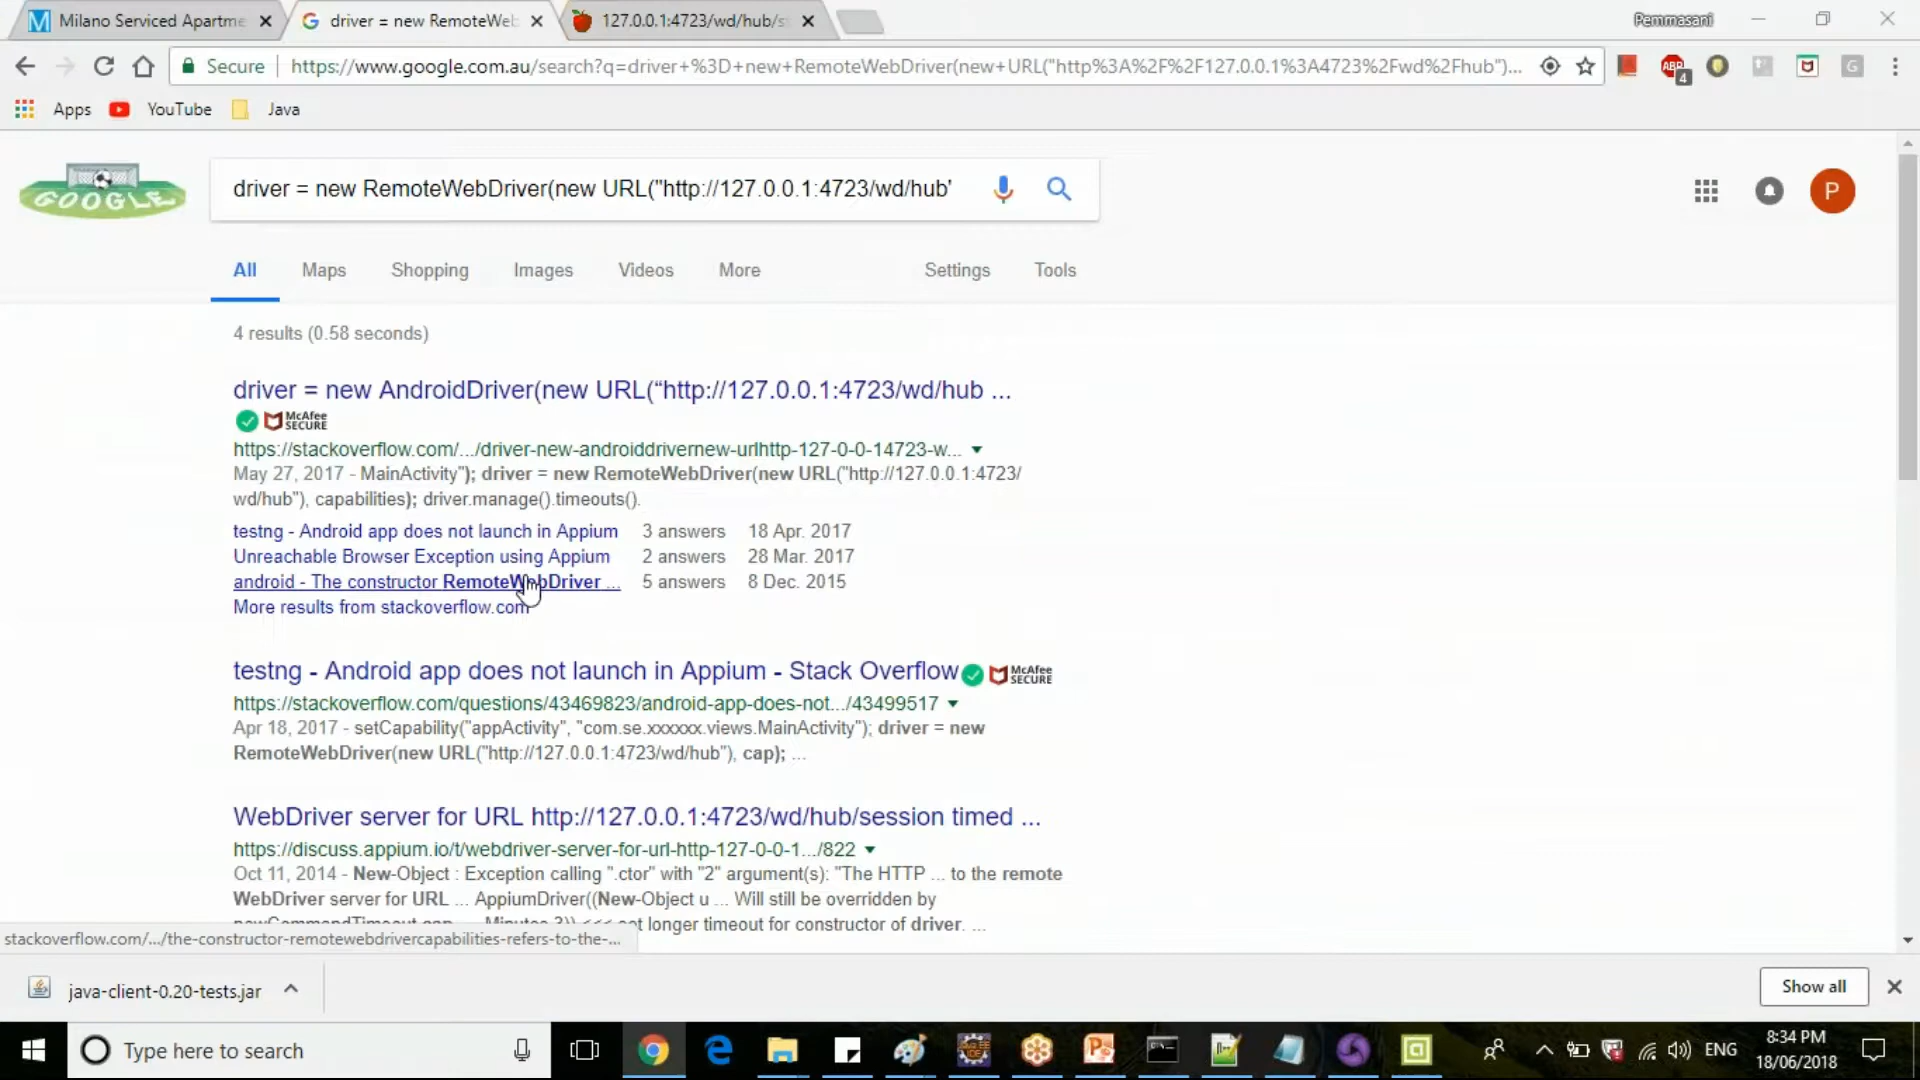 Milano Serviced Apartme
driver = new RemoteWeb
127.0.0.1:4723/wd/hub/s
Pemmasani
Secure
https://www.google.com.au/search?q=driver+%3D+new+RemoteWebDriver(new+URL("http%3A%2F%2F127.0.0.1%3A4723%2Fwd%2Fhub")...
ABP
4
G
Apps
YouTube
Java
GOOGLE
driver = new RemoteWebDriver(new URL("http://127.0.0.1:4723/wd/hub'
P
All
Maps
Shopping
Images
Videos
More
Settings
Tools
4 results (0.58 seconds)
driver = new AndroidDriver(new URL(“http://127.0.0.1:4723/wd/hub ...
McAfee
SECURE
https://stackoverflow.com/.../driver-new-androiddrivernew-urlhttp-127-0-0-14723-w...
May 27, 2017 - MainActivity"); driver = new RemoteWebDriver(new URL("http://127.0.0.1:4723/
wd/hub"), capabilities); driver.manage().timeouts().
testng - Android app does not launch in Appium 3 answers 18 Apr. 2017
Unreachable Browser Exception using Appium 2 answers 28 Mar. 2017
android - The constructor RemoteWebDriver ... 5 answers 8 Dec. 2015
More results from stackoverflow.com
testng - Android app does not launch in Appium - Stack Overflow
McAfee
SECURE
https://stackoverflow.com/questions/43469823/android-app-does-not.../43499517
Apr 18, 2017 - setCapability("appActivity", "com.se.xxxxxx.views.MainActivity"); driver = new
RemoteWebDriver(new URL("http://127.0.0.1:4723/wd/hub"), cap); ...
WebDriver server for URL http://127.0.0.1:4723/wd/hub/session timed ...
https://discuss.appium.io/t/webdriver-server-for-url-http-127-0-0-1.../822
Oct 11, 2014 - New-Object : Exception calling ".ctor" with "2" argument(s): "The HTTP ... to the remote
WebDriver server for URL ... AppiumDriver((New-Object u ... Will still be overridden by
longer timeout for constructor of driver. ...
stackoverflow.com/.../the-constructor-remotewebdrivercapabilities-refers-to-the-...
java-client-0.20-tests.jar
Show all
Type here to search
ENG
8:34 PM
18/06/2018